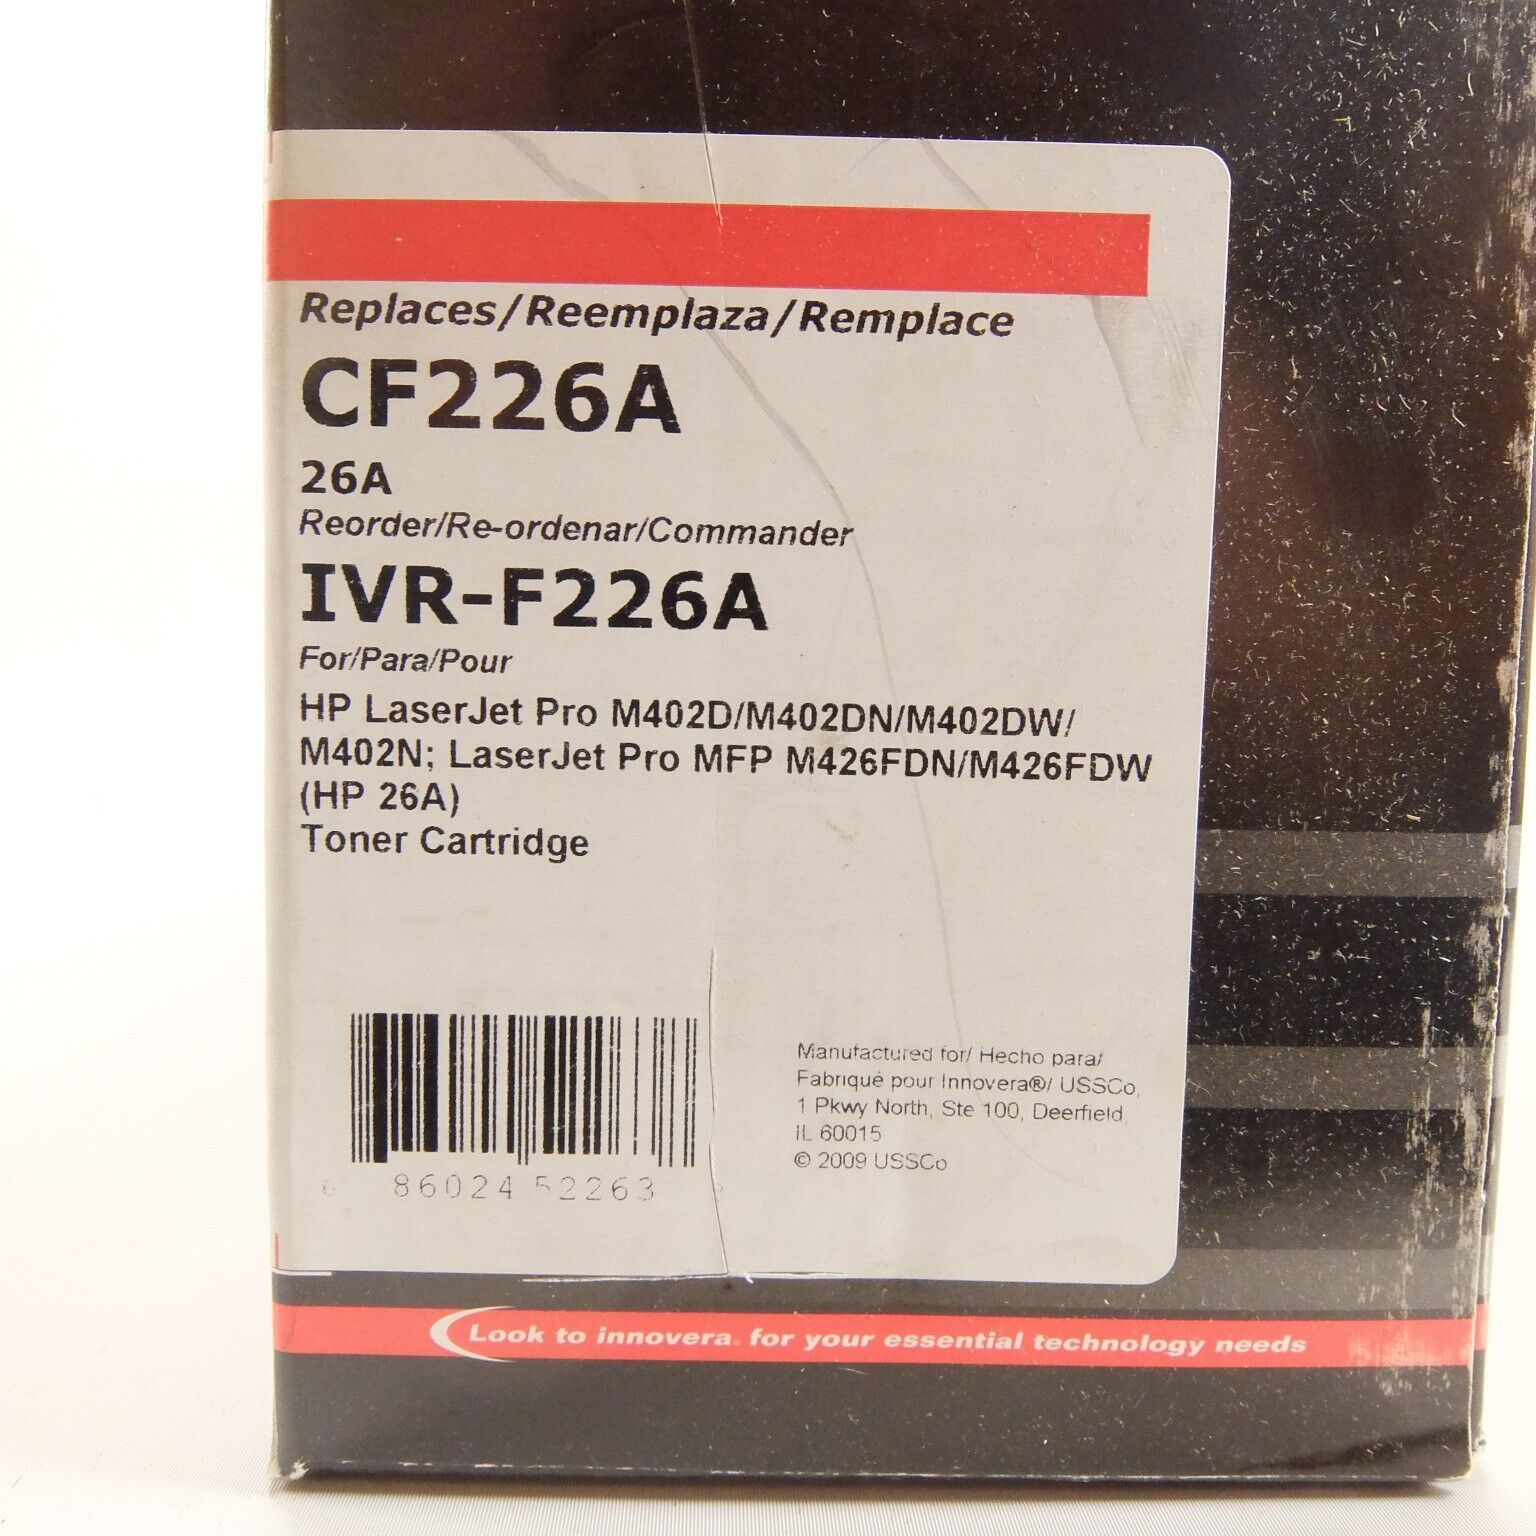 Replaces/Reemplaza/Remplace
CF226A
26A
Reorder/Re-ordenar/Commander
IVR-F226A
For/Para/Pour
HP LaserJet Pro M402D/M402DN/M402DW/
M402N; LaserJet Pro MFP M426FDN/M426FDW
(HP 26A)
Toner Cartridge
Manufactured for/ Hecho para/
Fabriqué pour Innovera®/ USSCo,
1 Pkwy North, Ste 100, Deerfield,
IL 60015
© 2009 USSCo
6 86024 52263
Look to innovera for your essential technology needs